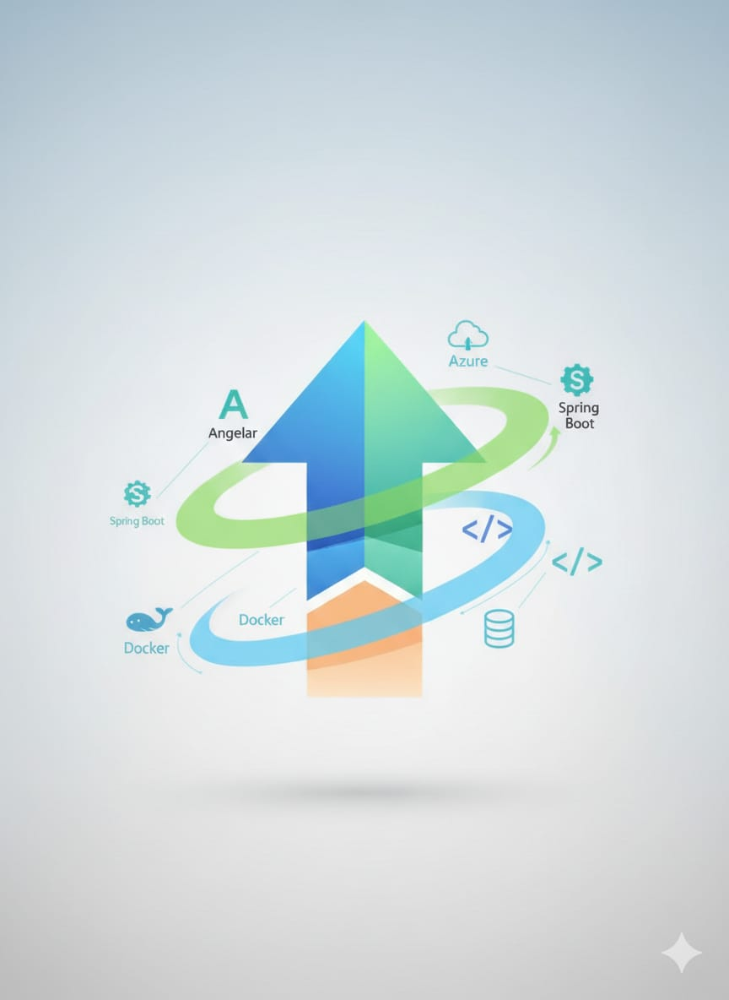 Azure
Spring
Boot
A
Angelar
Spring Boot
</>
</>
Docker
Docker